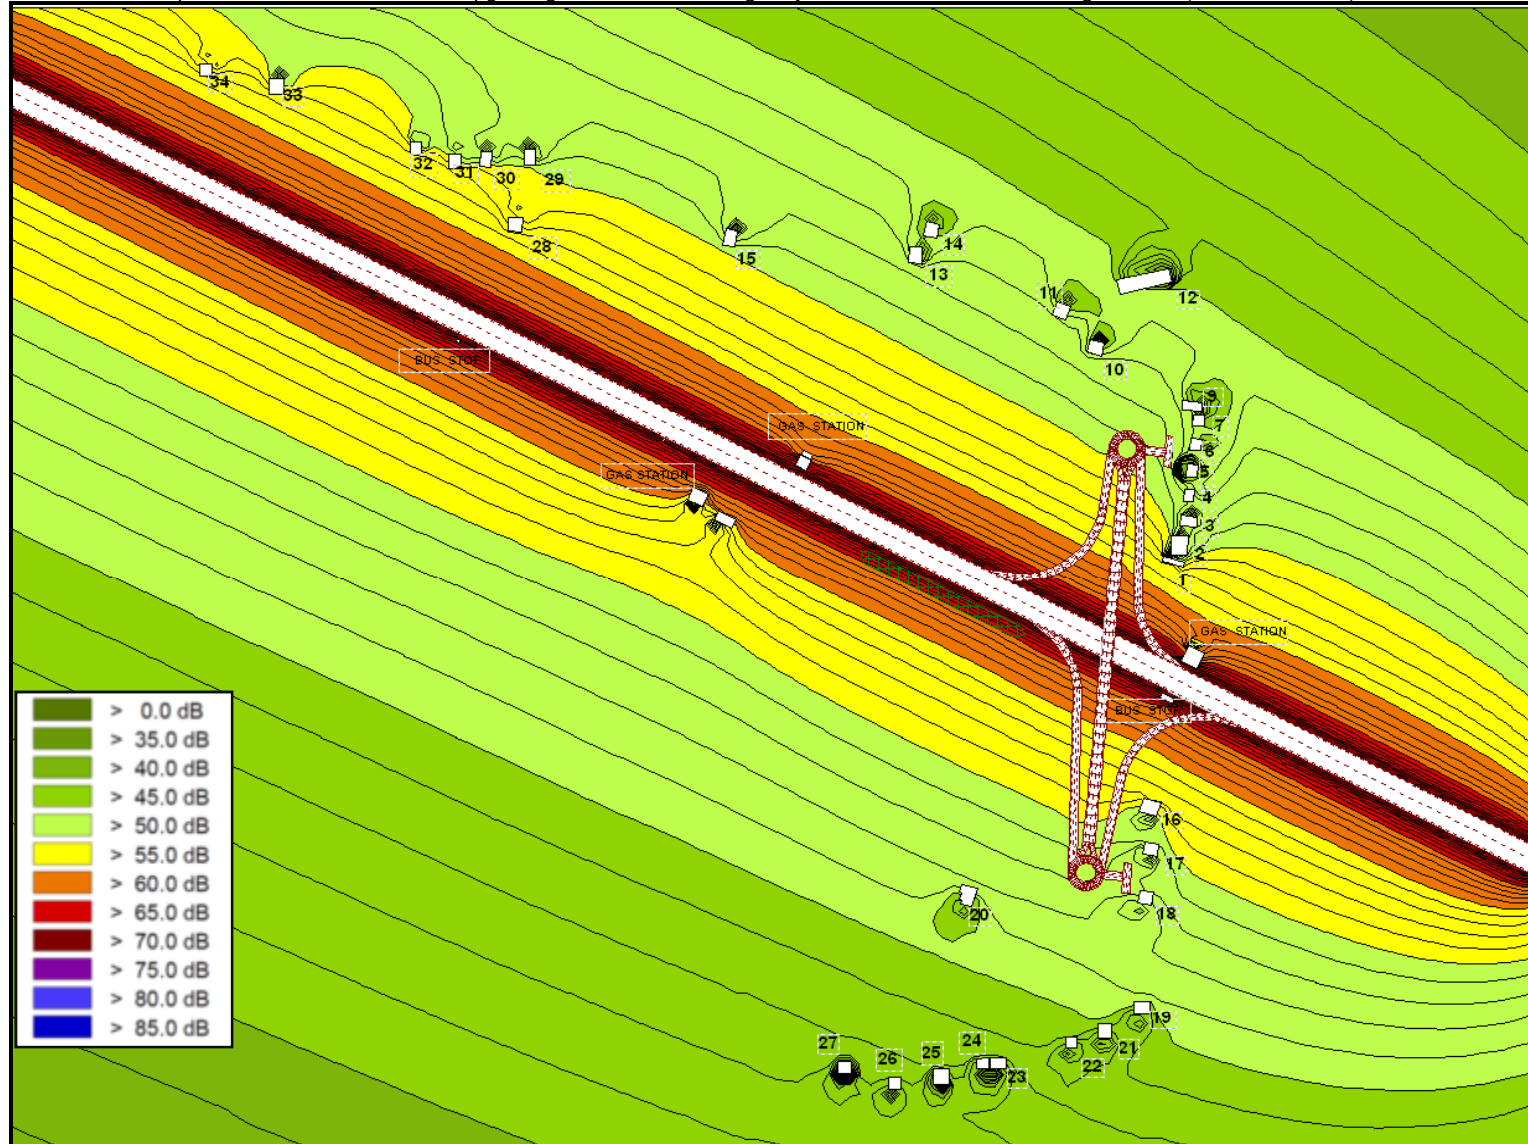 34
33
32
31
30
29
28
15
14
13
11
12
10
BUS STOP
9
7
GAS STATION
6
GAS STATION
5
4
3
2
1
GAS STATION
BUS STOP
> 0.0 dB
> 35.0 dB
> 40.0 dB
> 45.0 dB
> 50.0 dB
> 55.0 dB
> 60.0 dB
> 65.0 dB
> 70.0 dB
> 75.0 dB
> 80.0 dB
> 85.0 dB
16
17
18
20
19
27
26
25
24
23
22
21